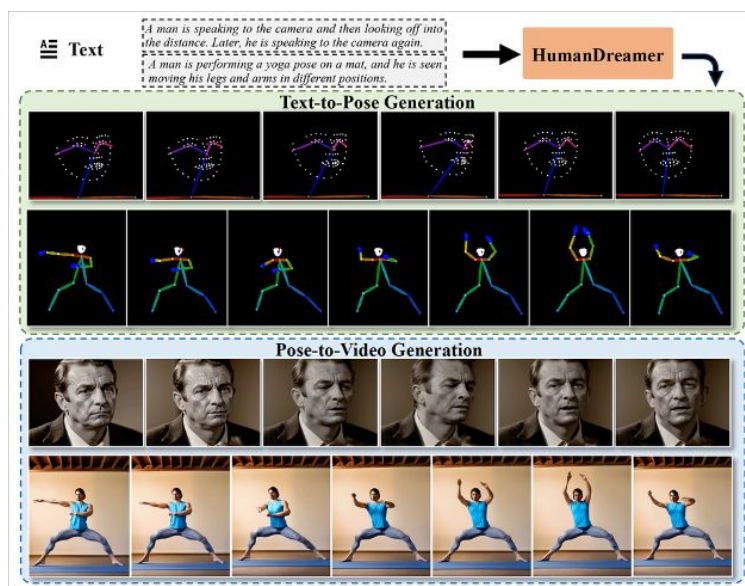 Text
A man is speaking to the camera and then looking off into
the distance. Later, he is speaking to the camera again.
A man is performing a yoga pose on a mat, and he is seen
moving his legs and arms in different positions.
HumanDreamer
Text-to-Pose Generation
Pose-to-Video Generation